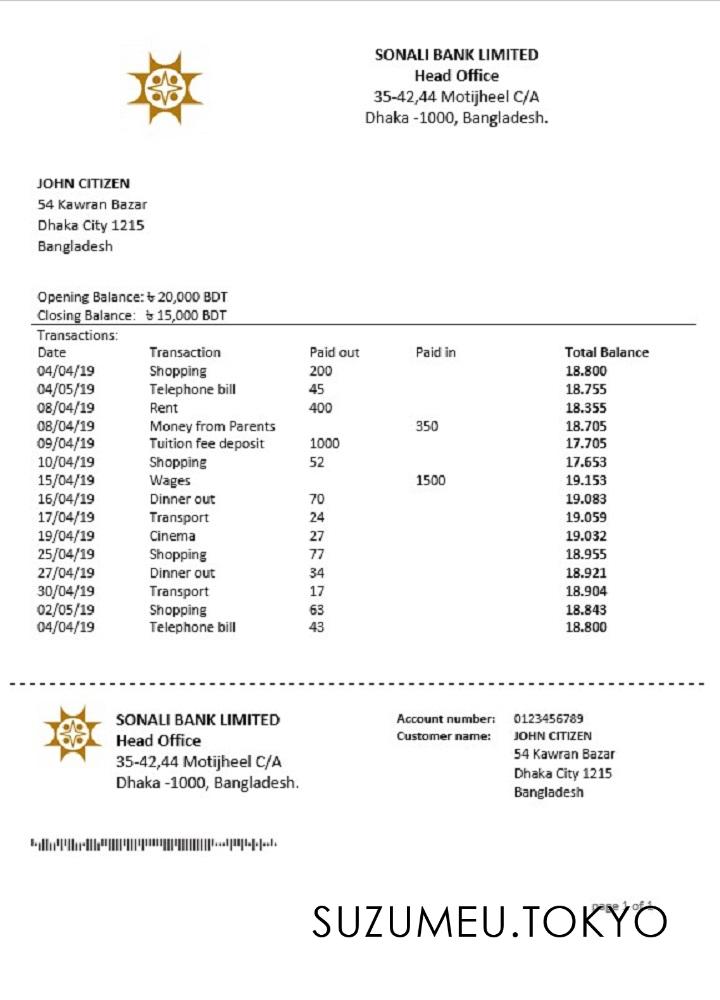 SONALI BANK LIMITED
Head Office
35-42,44 Motijheel C/A
Dhaka -1000, Bangladesh.
JOHN CITIZEN
54 Kawran Bazar
Dhaka City 1215
Bangladesh
Opening Balance: ৳ 20,000 BDT
Closing Balance: ৳ 15,000 BDT
Transactions:
Date Transaction Paid out Paid in Total Balance
04/04/19 Shopping 200 18.800
04/05/19 Telephone bill 45 18.755
08/04/19 Rent 400 18.355
08/04/19 Money from Parents 350 18.705
09/04/19 Tuition fee deposit 1000 17.705
10/04/19 Shopping 52 17.653
15/04/19 Wages 1500 19.153
16/04/19 Dinner out 70 19.083
17/04/19 Transport 24 19.059
19/04/19 Cinema 27 19.032
25/04/19 Shopping 77 18.955
27/04/19 Dinner out 34 18.921
30/04/19 Transport 17 18.904
02/05/19 Shopping 63 18.843
04/04/19 Telephone bill 43 18.800
SONALI BANK LIMITED
Head Office
35-42,44 Motijheel C/A
Dhaka -1000, Bangladesh.
Account number: 0123456789
Customer name: JOHN CITIZEN
54 Kawran Bazar
Dhaka City 1215
Bangladesh
page 1 of 1
SUZUMEU.TOKYO